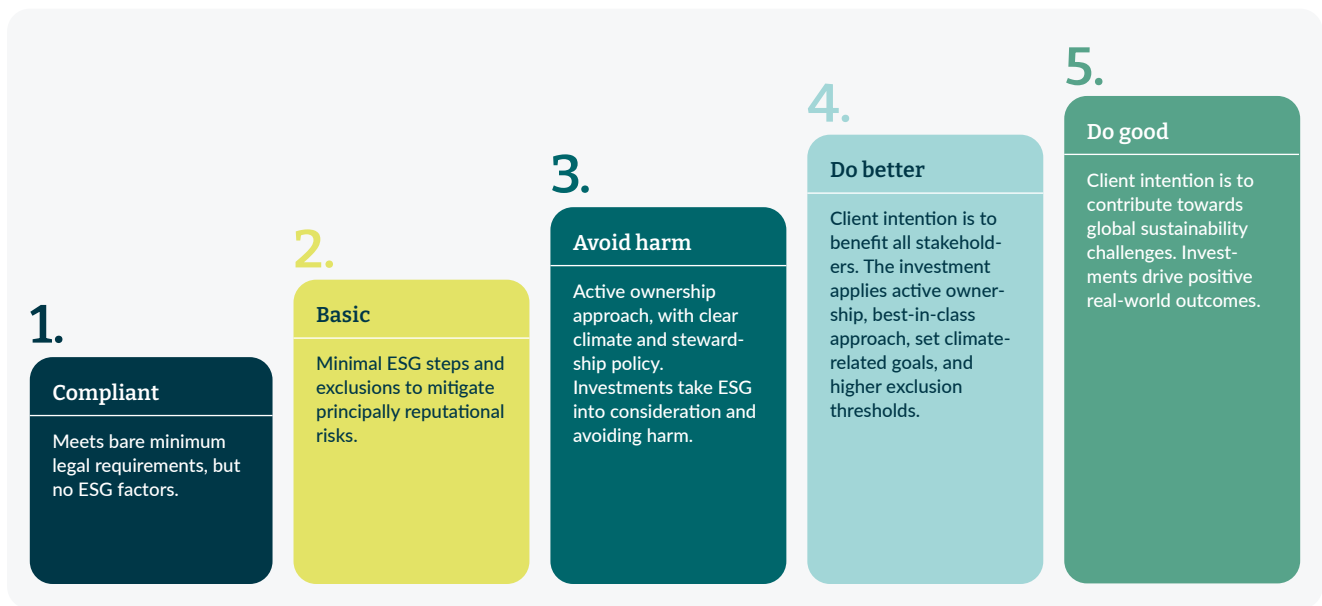 1.
Compliant
Meets bare minimum
legal requirements, but
no ESG factors.
2.
Basic
Minimal ESG steps and
exclusions to mitigate
principally reputational
risks.
3.
Avoid harm
Active ownership
approach, with clear
climate and steward-
ship policy.
Investments take ESG
into consideration and
avoiding harm.
4.
Do better
Client intention is to
benefit all stakehold-
ers. The investment
applies active owner-
ship, best-in-class
approach, set climate-
related goals, and
higher exclusion
thresholds.
5.
Do good
Client intention is to
contribute towards
global sustainability
challenges. Invest-
ments drive positive
real-world outcomes.